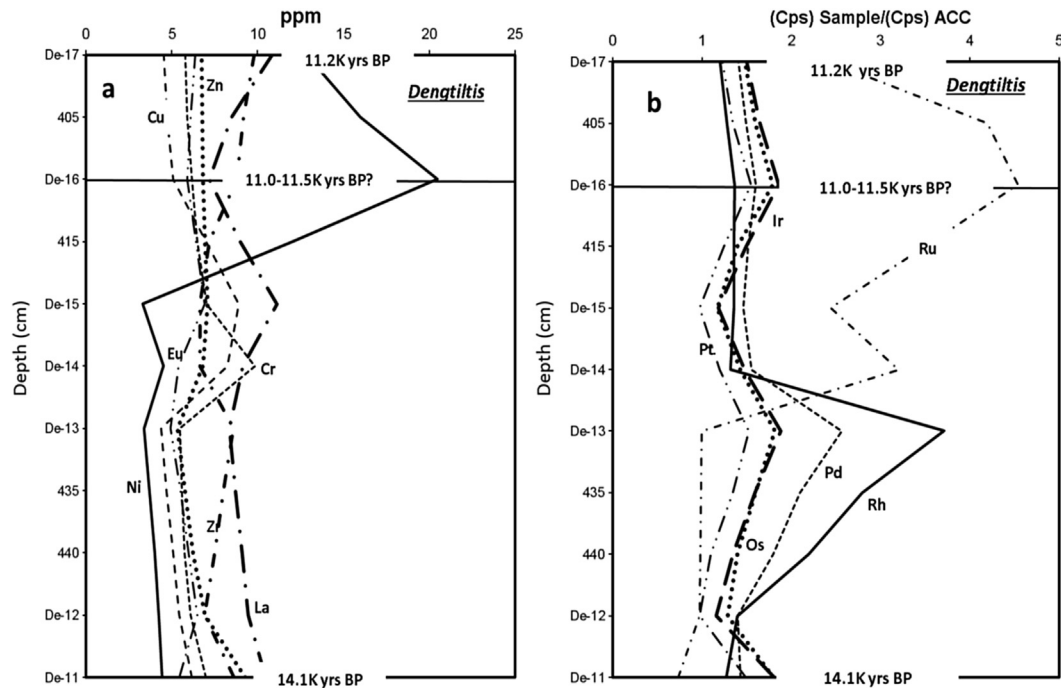 ppm
0 5 10 15 20 25
a
Dengtiltis
11.2K yrs BP
11.0-11.5K yrs BP?
14.1K yrs BP
Depth (cm)
De-17
405
De-16
415
De-15
De-14
De-13
435
440
De-12
De-11
Zn
Cu
Eu
Cr
Ni
Zr
La
(Cps) Sample/(Cps) ACC
0 1 2 3 4 5
b
Dengtiltis
11.2K yrs BP
11.0-11.5K yrs BP?
14.1K yrs BP
Depth (cm)
De-17
405
De-16
415
De-15
De-14
De-13
435
440
De-12
De-11
Ir
Ru
Pt
Pd
Rh
Os